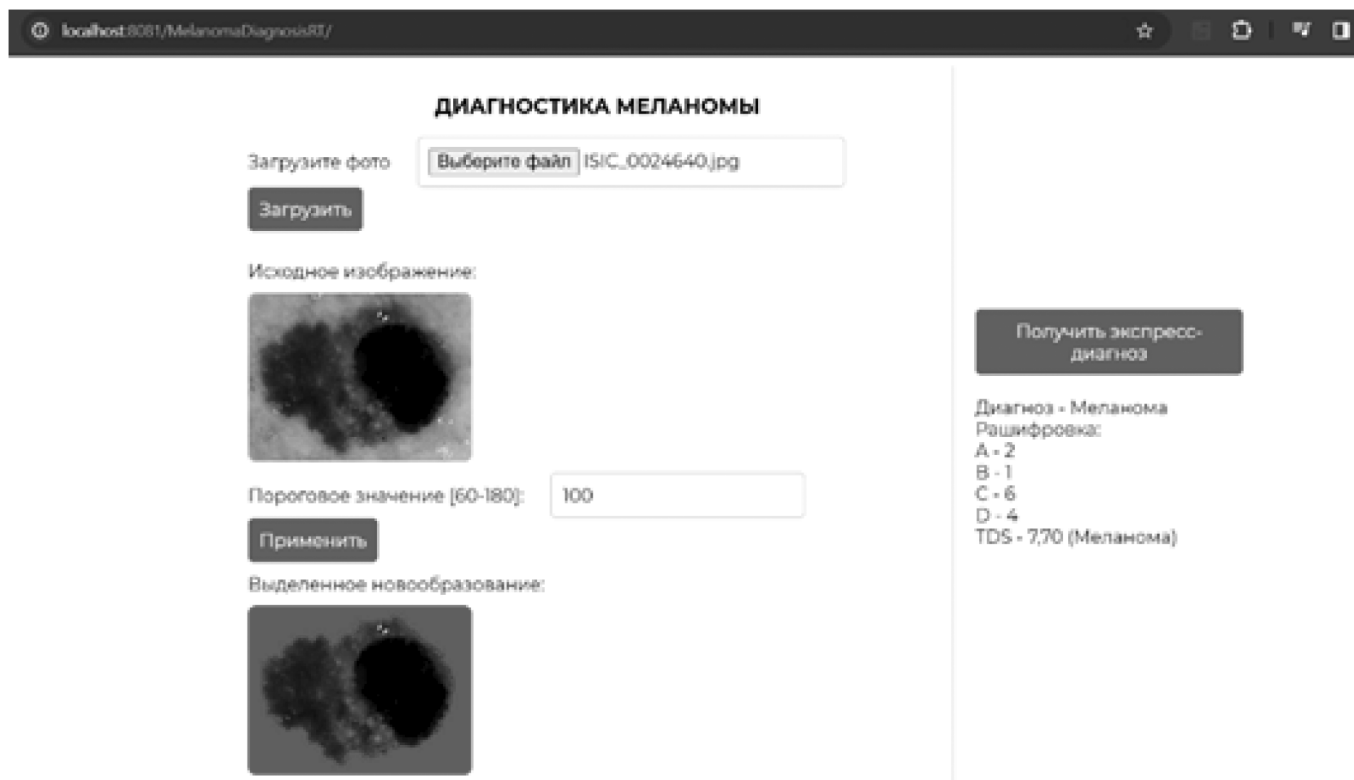 localhost:8081/MelanomaDiagnosisRT/
ДИАГНОСТИКА МЕЛАНОМЫ
Загрузите фото
Выберите файл ISIC_0024640.jpg
Загрузить
Исходное изображение:
Пороговое значение [60-180]:
100
Применить
Выделенное новообразование:
Получить экспресс-
диагноз
Диагноз - Меланома
Рашифровка:
A - 2
B - 1
C - 6
D - 4
TDS - 7,70 (Меланома)